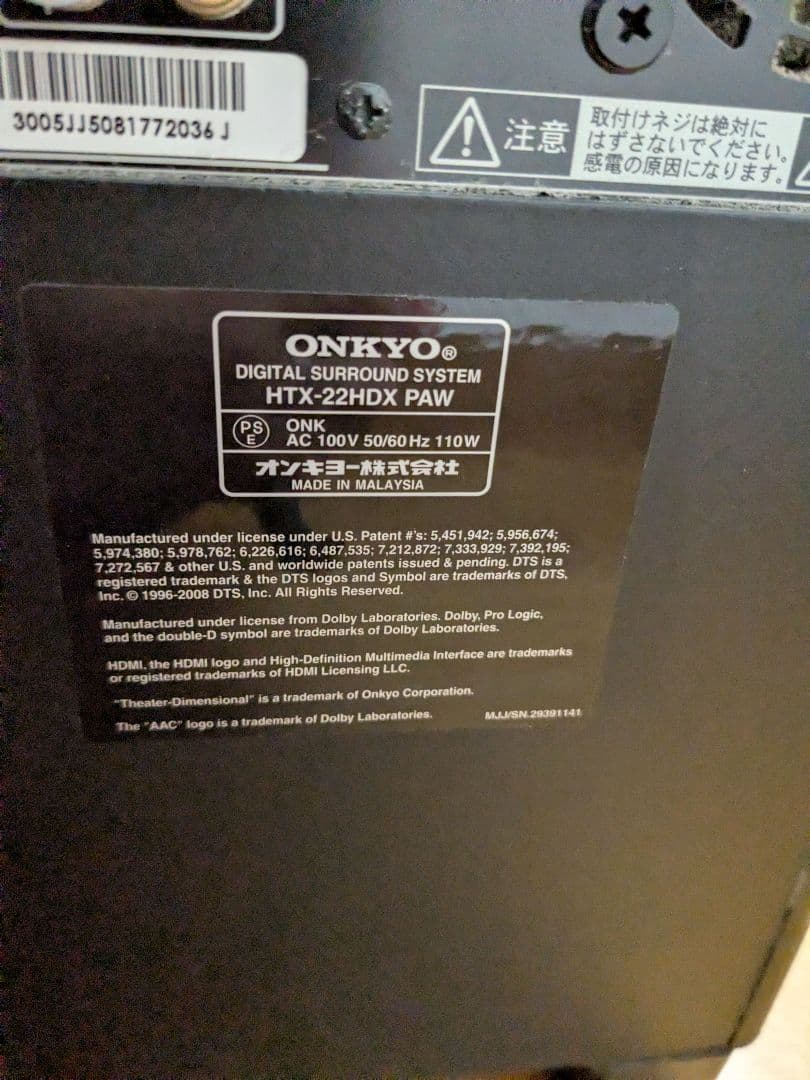 3005JJ5081772036J
注意
取付けネジは絶対に
はずさないでください。
感電の原因になります。
ONKYO®
DIGITAL SURROUND SYSTEM
HTX-22HDX PAW
PS
E
ONK
AC 100V 50/60Hz 110W
オンキヨー株式会社
MADE IN MALAYSIA
Manufactured under license under U.S. Patent #'s: 5,451,942; 5,956,674;
5,974,380; 5,978,762; 6,226,616; 6,487,535; 7,212,872; 7,333,929; 7,392,195;
7,272,567 & other U.S. and worldwide patents issued & pending. DTS is a
registered trademark & the DTS logos and Symbol are trademarks of DTS,
Inc. © 1996-2008 DTS, Inc. All Rights Reserved.
Manufactured under license from Dolby Laboratories. Dolby, Pro Logic,
and the double-D symbol are trademarks of Dolby Laboratories.
HDMI, the HDMI logo and High-Definition Multimedia Interface are trademarks
or registered trademarks of HDMI Licensing LLC.
"Theater-Dimensional" is a trademark of Onkyo Corporation.
The "AAC" logo is a trademark of Dolby Laboratories.
MJJ/SN.29391141